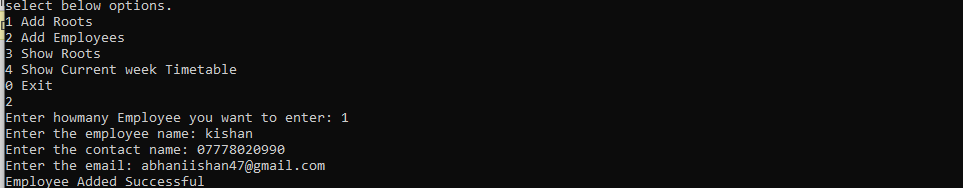 select below options.
1 Add Roots
2 Add Employees
3 Show Roots
4 Show Current week Timetable
0 Exit
2
Enter howmany Employee you want to enter: 1
Enter the employee name: kishan
Enter the contact name: 07778020990
Enter the email: abhaniishan47@gmail.com
Employee Added Successful